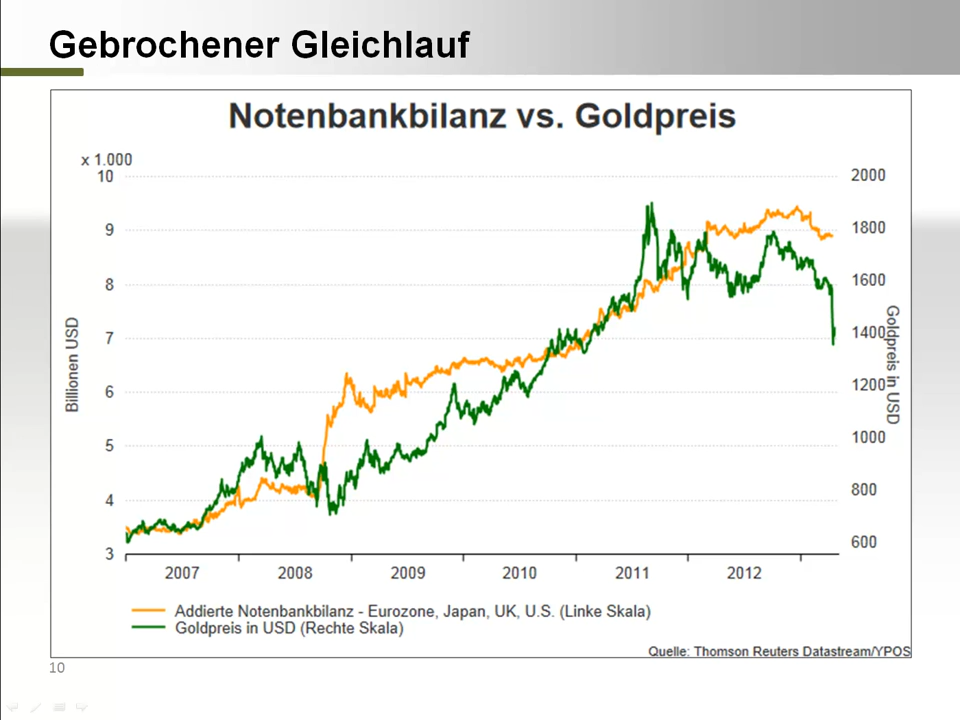 Gebrochener Gleichlauf
Notenbankbilanz vs. Goldpreis
x 1.000
10
9
8
7
6
5
4
3
Billionen USD
2000
1800
1600
1400
1200
1000
800
600
Goldpreis in USD
2007 2008 2009 2010 2011 2012
Addierte Notenbankbilanz - Eurozone, Japan, UK, U.S. (Linke Skala)
Goldpreis in USD (Rechte Skala)
Quelle: Thomson Reuters Datastream/YPOS
10